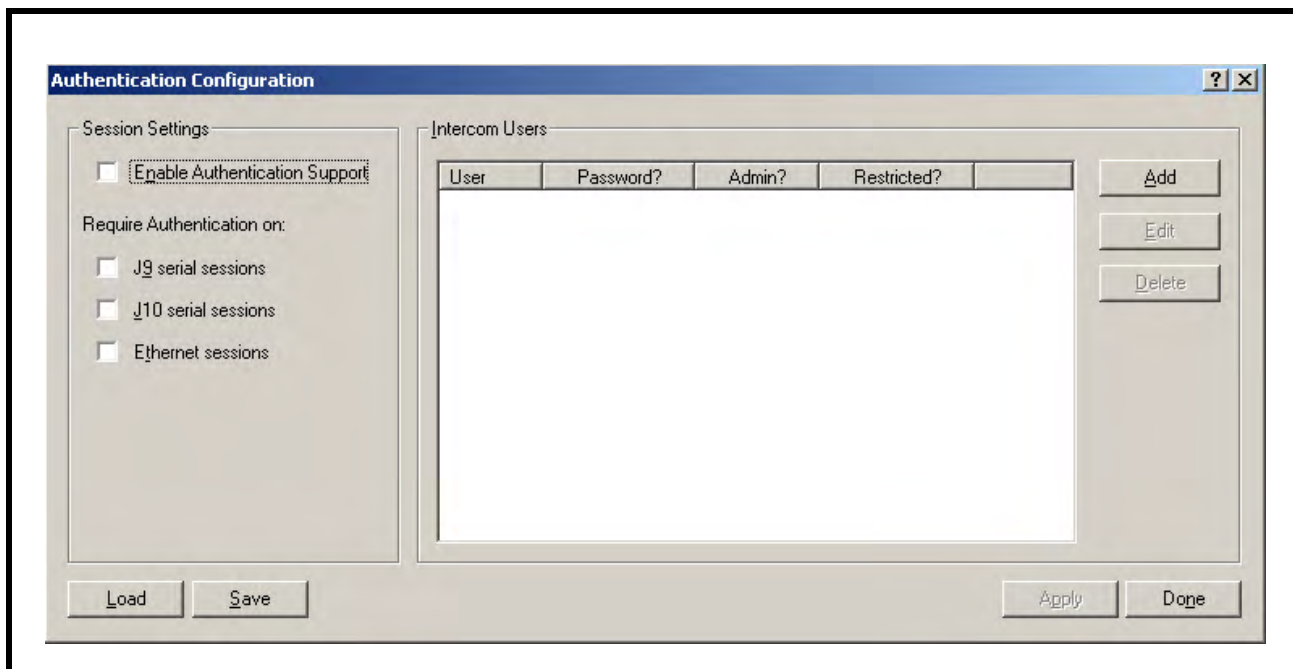 Authentication Configuration
Session Settings
Enable Authentication Support
Require Authentication on:
J9 serial sessions
J10 serial sessions
Ethernet sessions
Intercom Users
User Password? Admin? Restricted?
Add
Edit
Delete
Load Save Apply Done